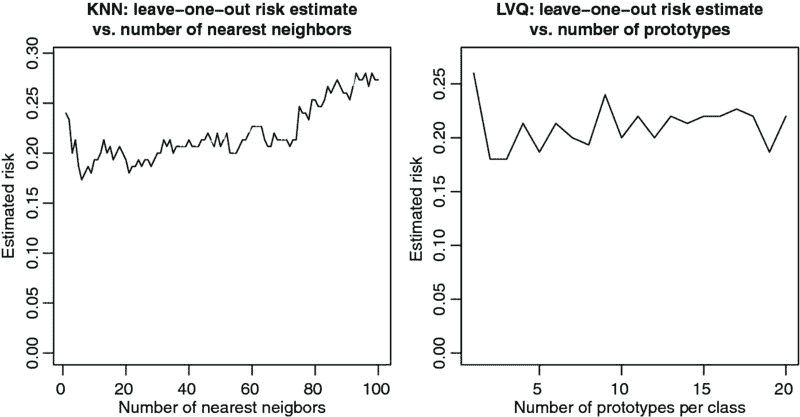 KNN: leave−one−out risk estimate
vs. number of nearest neighbors
Estimated risk
0.30
0.25
0.20
0.15
0.10
0.05
0.00
0 20 40 60 80 100
Number of nearest neigbors
LVQ: leave−one−out risk estimate
vs. number of prototypes
Estimated risk
0.25
0.20
0.15
0.10
0.05
0.00
5 10 15 20
Number of prototypes per class